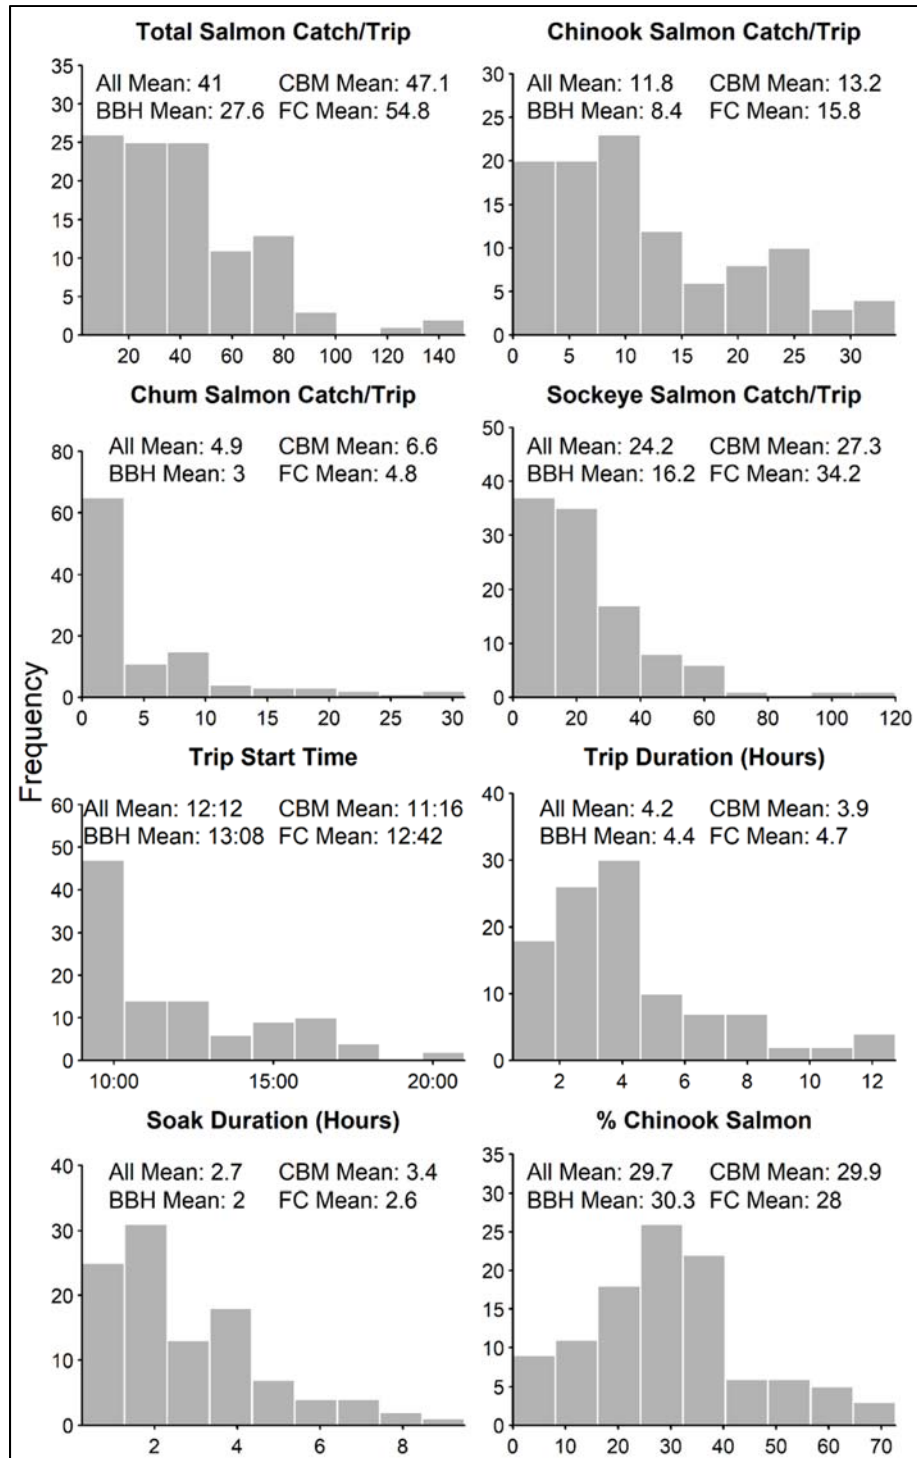 Total Salmon Catch/Trip
All Mean: 41 CBM Mean: 47.1
BBH Mean: 27.6 FC Mean: 54.8
35
30
25
20
15
10
5
0
20 40 60 80 100 120 140
Chinook Salmon Catch/Trip
All Mean: 11.8 CBM Mean: 13.2
BBH Mean: 8.4 FC Mean: 15.8
30
25
20
15
10
5
0
0 5 10 15 20 25 30
Chum Salmon Catch/Trip
All Mean: 4.9 CBM Mean: 6.6
BBH Mean: 3 FC Mean: 4.8
80
60
40
20
0
0 5 10 15 20 25 30
Sockeye Salmon Catch/Trip
All Mean: 24.2 CBM Mean: 27.3
BBH Mean: 16.2 FC Mean: 34.2
50
40
30
20
10
0
0 20 40 60 80 100 120
Frequency
Trip Start Time
All Mean: 12:12 CBM Mean: 11:16
BBH Mean: 13:08 FC Mean: 12:42
60
50
40
30
20
10
0
10:00 15:00 20:00
Trip Duration (Hours)
All Mean: 4.2 CBM Mean: 3.9
BBH Mean: 4.4 FC Mean: 4.7
40
30
20
10
0
2 4 6 8 10 12
Soak Duration (Hours)
All Mean: 2.7 CBM Mean: 3.4
BBH Mean: 2 FC Mean: 2.6
40
30
20
10
0
2 4 6 8
% Chinook Salmon
All Mean: 29.7 CBM Mean: 29.9
BBH Mean: 30.3 FC Mean: 28
35
30
25
20
15
10
5
0
0 10 20 30 40 50 60 70